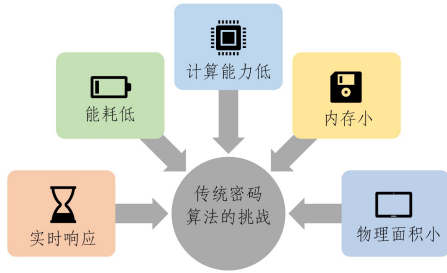 计算能力低
能耗低
内存小
传统密码
算法的挑战
实时响应
物理面积小